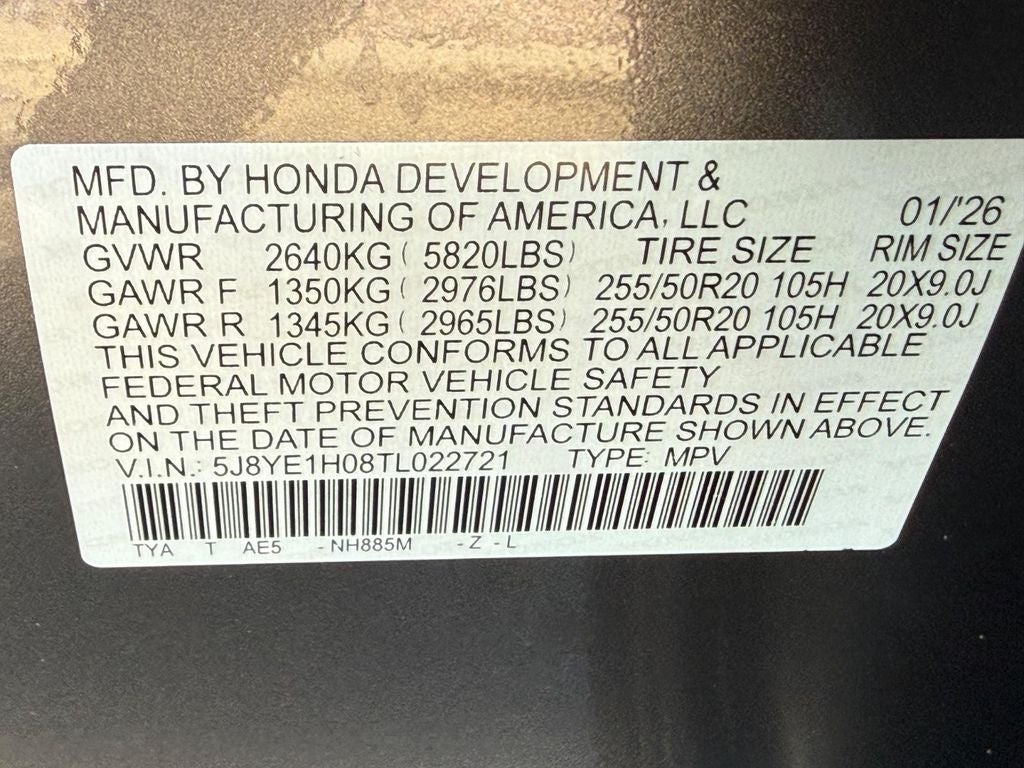 MFD. BY HONDA DEVELOPMENT &
MANUFACTURING OF AMERICA, LLC 01/'26
GVWR 2640KG ( 5820LBS) TIRE SIZE RIM SIZE
GAWR F 1350KG ( 2976LBS) 255/50R20 105H 20X9.0J
GAWR R 1345KG ( 2965LBS) 255/50R20 105H 20X9.0J
THIS VEHICLE CONFORMS TO ALL APPLICABLE
FEDERAL MOTOR VEHICLE SAFETY
AND THEFT PREVENTION STANDARDS IN EFFECT
ON THE DATE OF MANUFACTURE SHOWN ABOVE.
V.I.N.: 5J8YE1H08TL022721 TYPE: MPV
TYA T AE5 -NH885M -Z -L